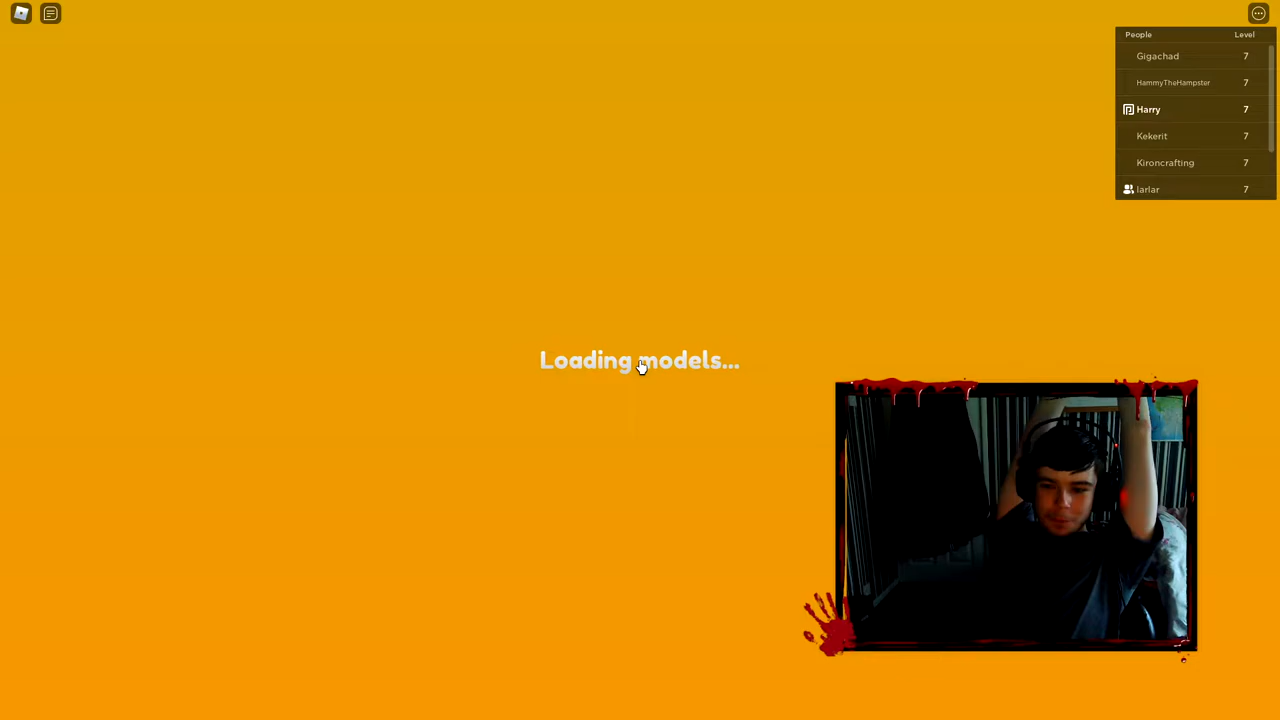 People Level
Gigachad 7
HammyTheHampster 7
Harry 7
Kekerit 7
Kironcrafting 7
larlar 7
Loading models...